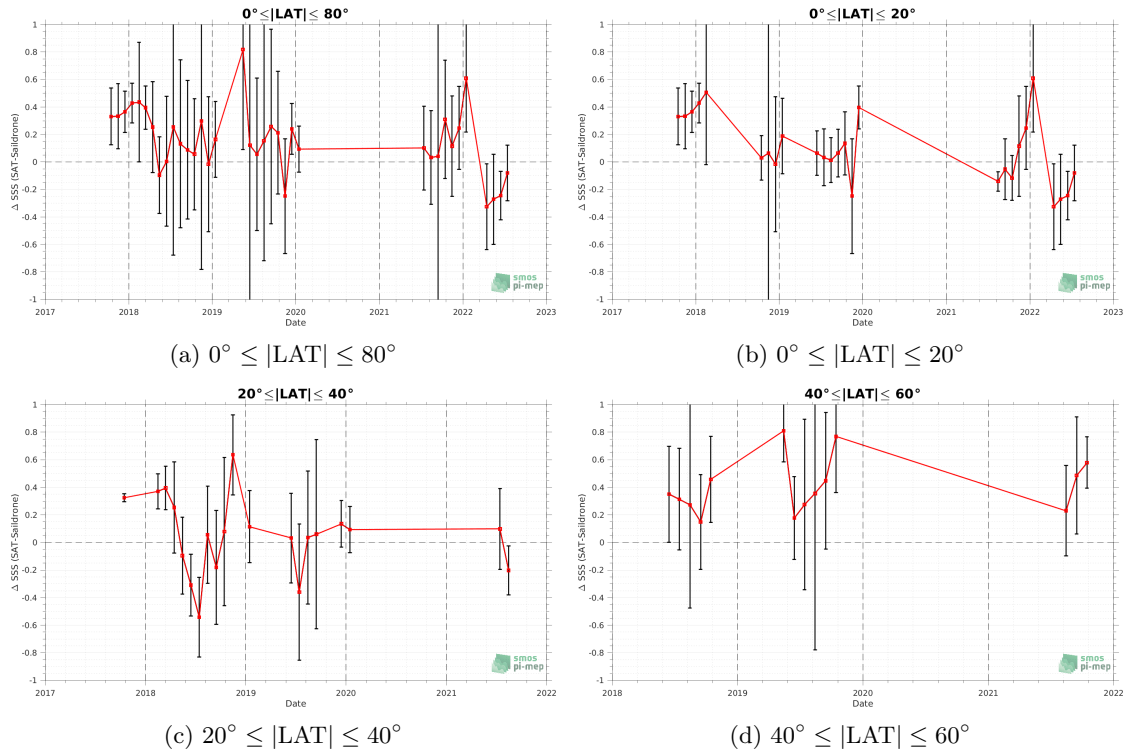 0°≤|LAT|≤ 80°
1
0.8
0.6
0.4
0.2
0
-0.2
-0.4
-0.6
-0.8
-1
Δ SSS (SAT-Saildrone)
2017 2018 2019 2020 2021 2022 2023
Date
smos
pi-mep
(a) 0° ≤ |LAT| ≤ 80°
0°≤|LAT|≤ 20°
1
0.8
0.6
0.4
0.2
0
-0.2
-0.4
-0.6
-0.8
-1
Δ SSS (SAT-Saildrone)
2017 2018 2019 2020 2021 2022 2023
Date
smos
pi-mep
(b) 0° ≤ |LAT| ≤ 20°
20°≤|LAT|≤ 40°
1
0.8
0.6
0.4
0.2
0
-0.2
-0.4
-0.6
-0.8
-1
Δ SSS (SAT-Saildrone)
2017 2018 2019 2020 2021 2022
Date
smos
pi-mep
(c) 20° ≤ |LAT| ≤ 40°
40°≤|LAT|≤ 60°
1
0.8
0.6
0.4
0.2
0
-0.2
-0.4
-0.6
-0.8
-1
Δ SSS (SAT-Saildrone)
2018 2019 2020 2021 2022
Date
smos
pi-mep
(d) 40° ≤ |LAT| ≤ 60°